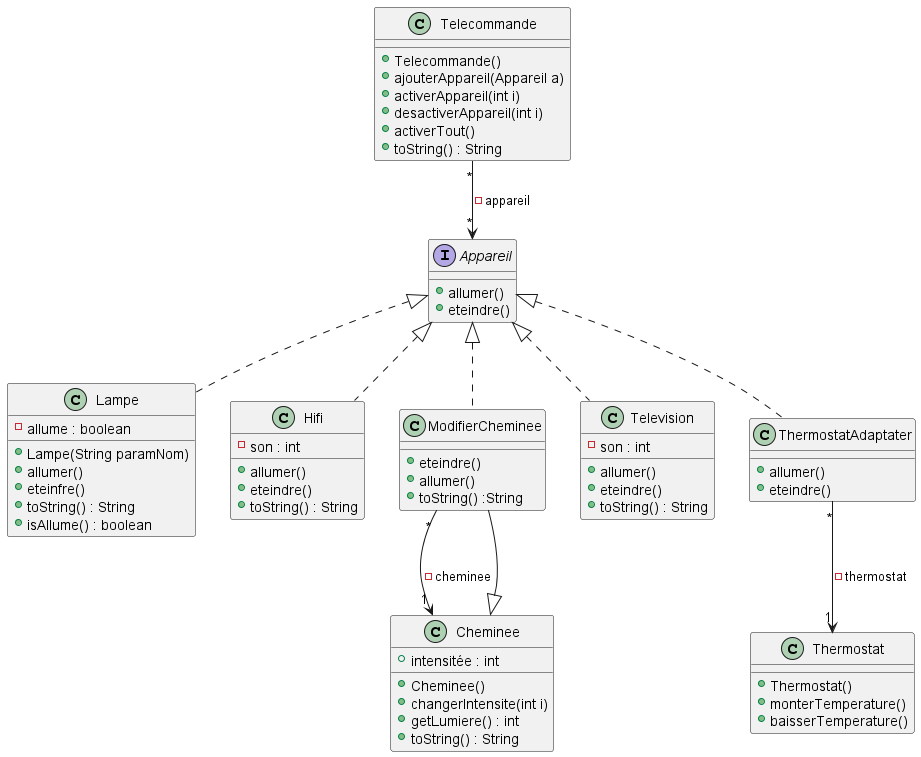 C Telecommande
Telecommande()
ajouterAppareil(Appareil a)
activerAppareil(int i)
desactiverAppareil(int i)
activerTout()
toString() : String
*
appareil
*
I Appareil
allumer()
eteindre()
C Lampe
allume : boolean
Lampe(String paramNom)
allumer()
eteinfre()
toString() : String
isAllume() : boolean
C Hifi
son : int
allumer()
eteindre()
toString() : String
C ModifierCheminee
eteindre()
allumer()
toString() :String
C Television
son : int
allumer()
eteindre()
toString() : String
C ThermostatAdaptater
allumer()
eteindre()
*
cheminee
1
*
thermostat
1
C Cheminee
intensitée : int
Cheminee()
changerIntensite(int i)
getLumiere() : int
toString() : String
C Thermostat
Thermostat()
monterTemperature()
baisserTemperature()